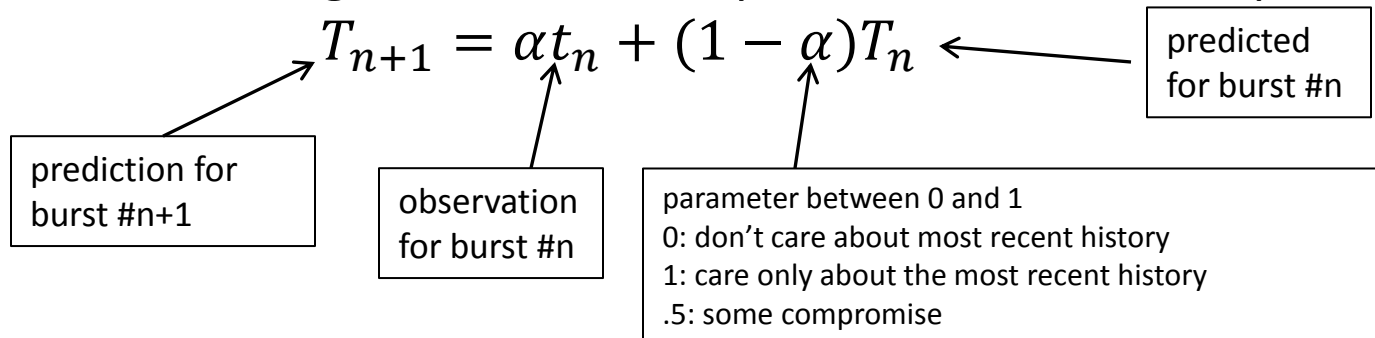 T_{n+1} = αt_n + (1 − α)T_n
predicted
for burst #n
prediction for
burst #n+1
observation
for burst #n
parameter between 0 and 1
0: don’t care about most recent history
1: care only about the most recent history
.5: some compromise